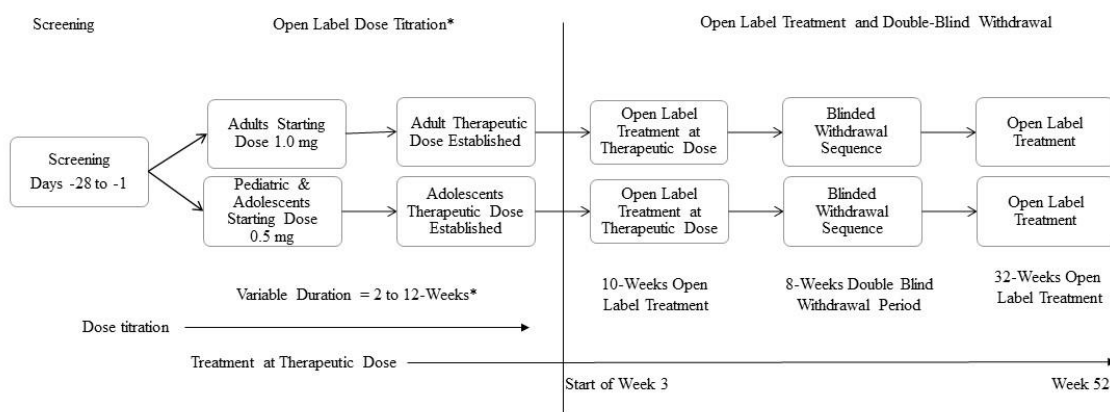 Screening
Open Label Dose Titration*
Open Label Treatment and Double-Blind Withdrawal
Screening
Days -28 to -1
Adults Starting
Dose 1.0 mg
Adult Therapeutic
Dose Established
Open Label
Treatment at
Therapeutic Dose
Blinded
Withdrawal
Sequence
Open Label
Treatment
Pediatric &
Adolescents
Starting Dose
0.5 mg
Adolescents
Therapeutic Dose
Established
Open Label
Treatment at
Therapeutic Dose
Blinded
Withdrawal
Sequence
Open Label
Treatment
Variable Duration = 2 to 12-Weeks*
10-Weeks Open
Label Treatment
8-Weeks Double Blind
Withdrawal Period
32-Weeks Open
Label Treatment
Dose titration
Treatment at Therapeutic Dose
Start of Week 3
Week 52